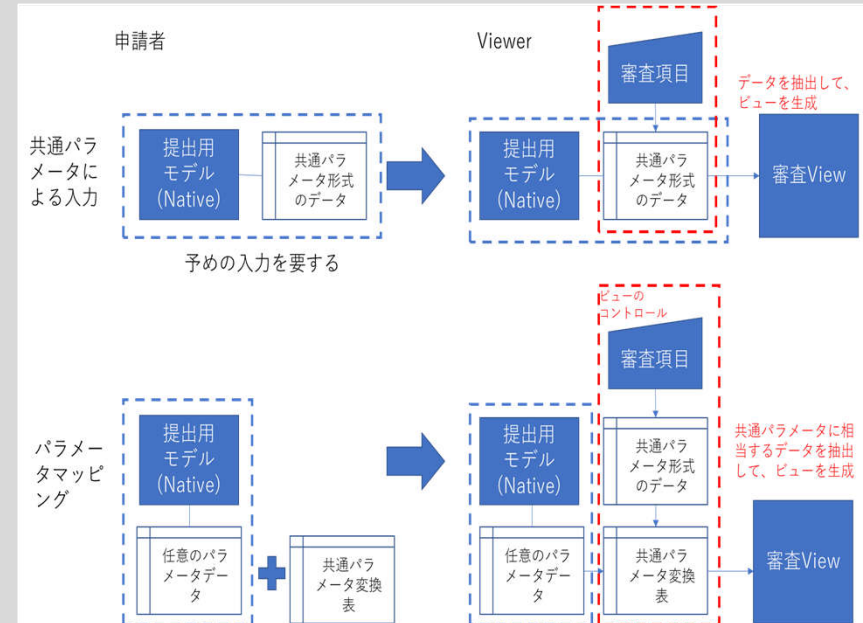 申請者
Viewer
共通パラ
メータに
よる入力
提出用
モデル
(Native)
共通パラ
メータ形式
のデータ
予めの入力を要する
審査項目
提出用
モデル
(Native)
共通パラ
メータ形式
のデータ
データを抽出して、
ビューを生成
審査View
パラメー
タマッピ
ング
提出用
モデル
(Native)
任意のパラ
メータデー
タ
共通パラ
メータ変換
表
ビューの
コントロール
審査項目
提出用
モデル
(Native)
共通パラ
メータ形式
のデータ
任意のパラ
メータデー
タ
共通パラ
メータ変換
表
共通パラメータに相
当するデータを抽出
して、ビューを生成
審査View